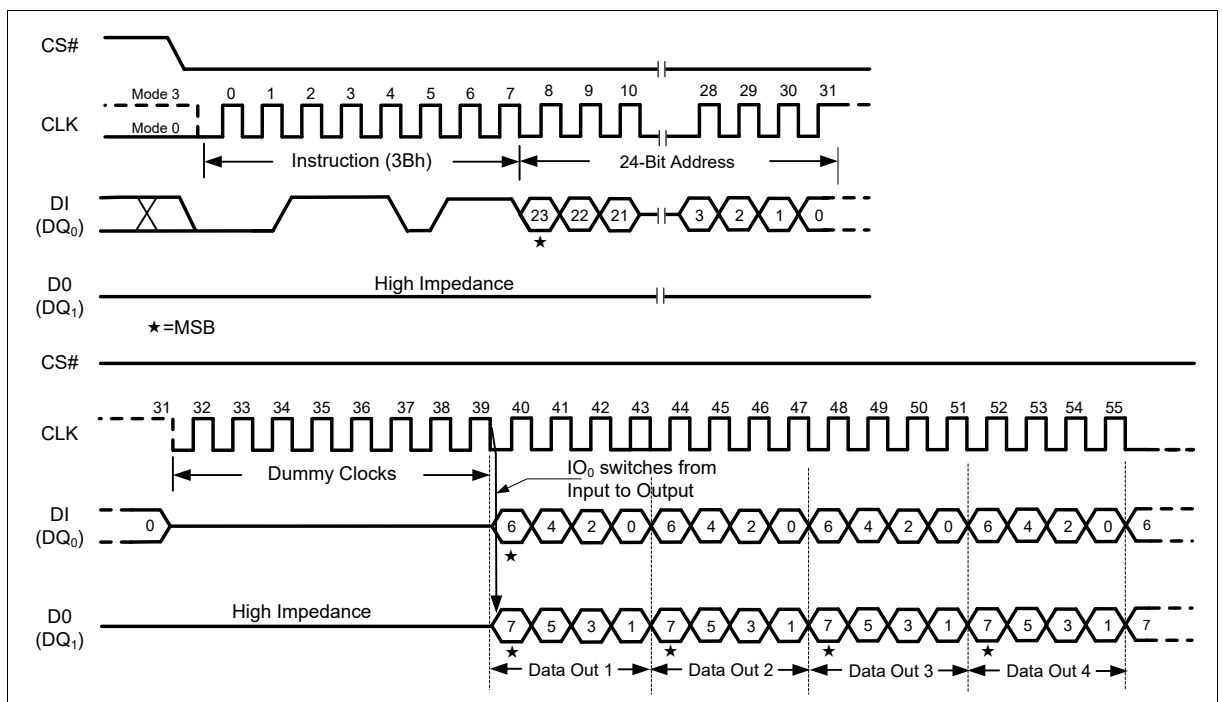 CS#
Mode 3
0 1 2 3 4 5 6 7 8 9 10 28 29 30 31
CLK
Mode 0
Instruction (3Bh)
24-Bit Address
DI
(DQ0)
23 22 21 3 2 1 0
★
D0
(DQ1)
High Impedance
★=MSB
CS#
31 32 33 34 35 36 37 38 39 40 41 42 43 44 45 46 47 48 49 50 51 52 53 54 55
CLK
Dummy Clocks
IO0 switches from
Input to Output
DI
(DQ0)
0 6 4 2 0 6 4 2 0 6 4 2 0 6 4 2 0 6
★
D0
(DQ1)
High Impedance
7 5 3 1 7 5 3 1 7 5 3 1 7 5 3 1 7
★ ★ ★ ★
Data Out 1
Data Out 2
Data Out 3
Data Out 4